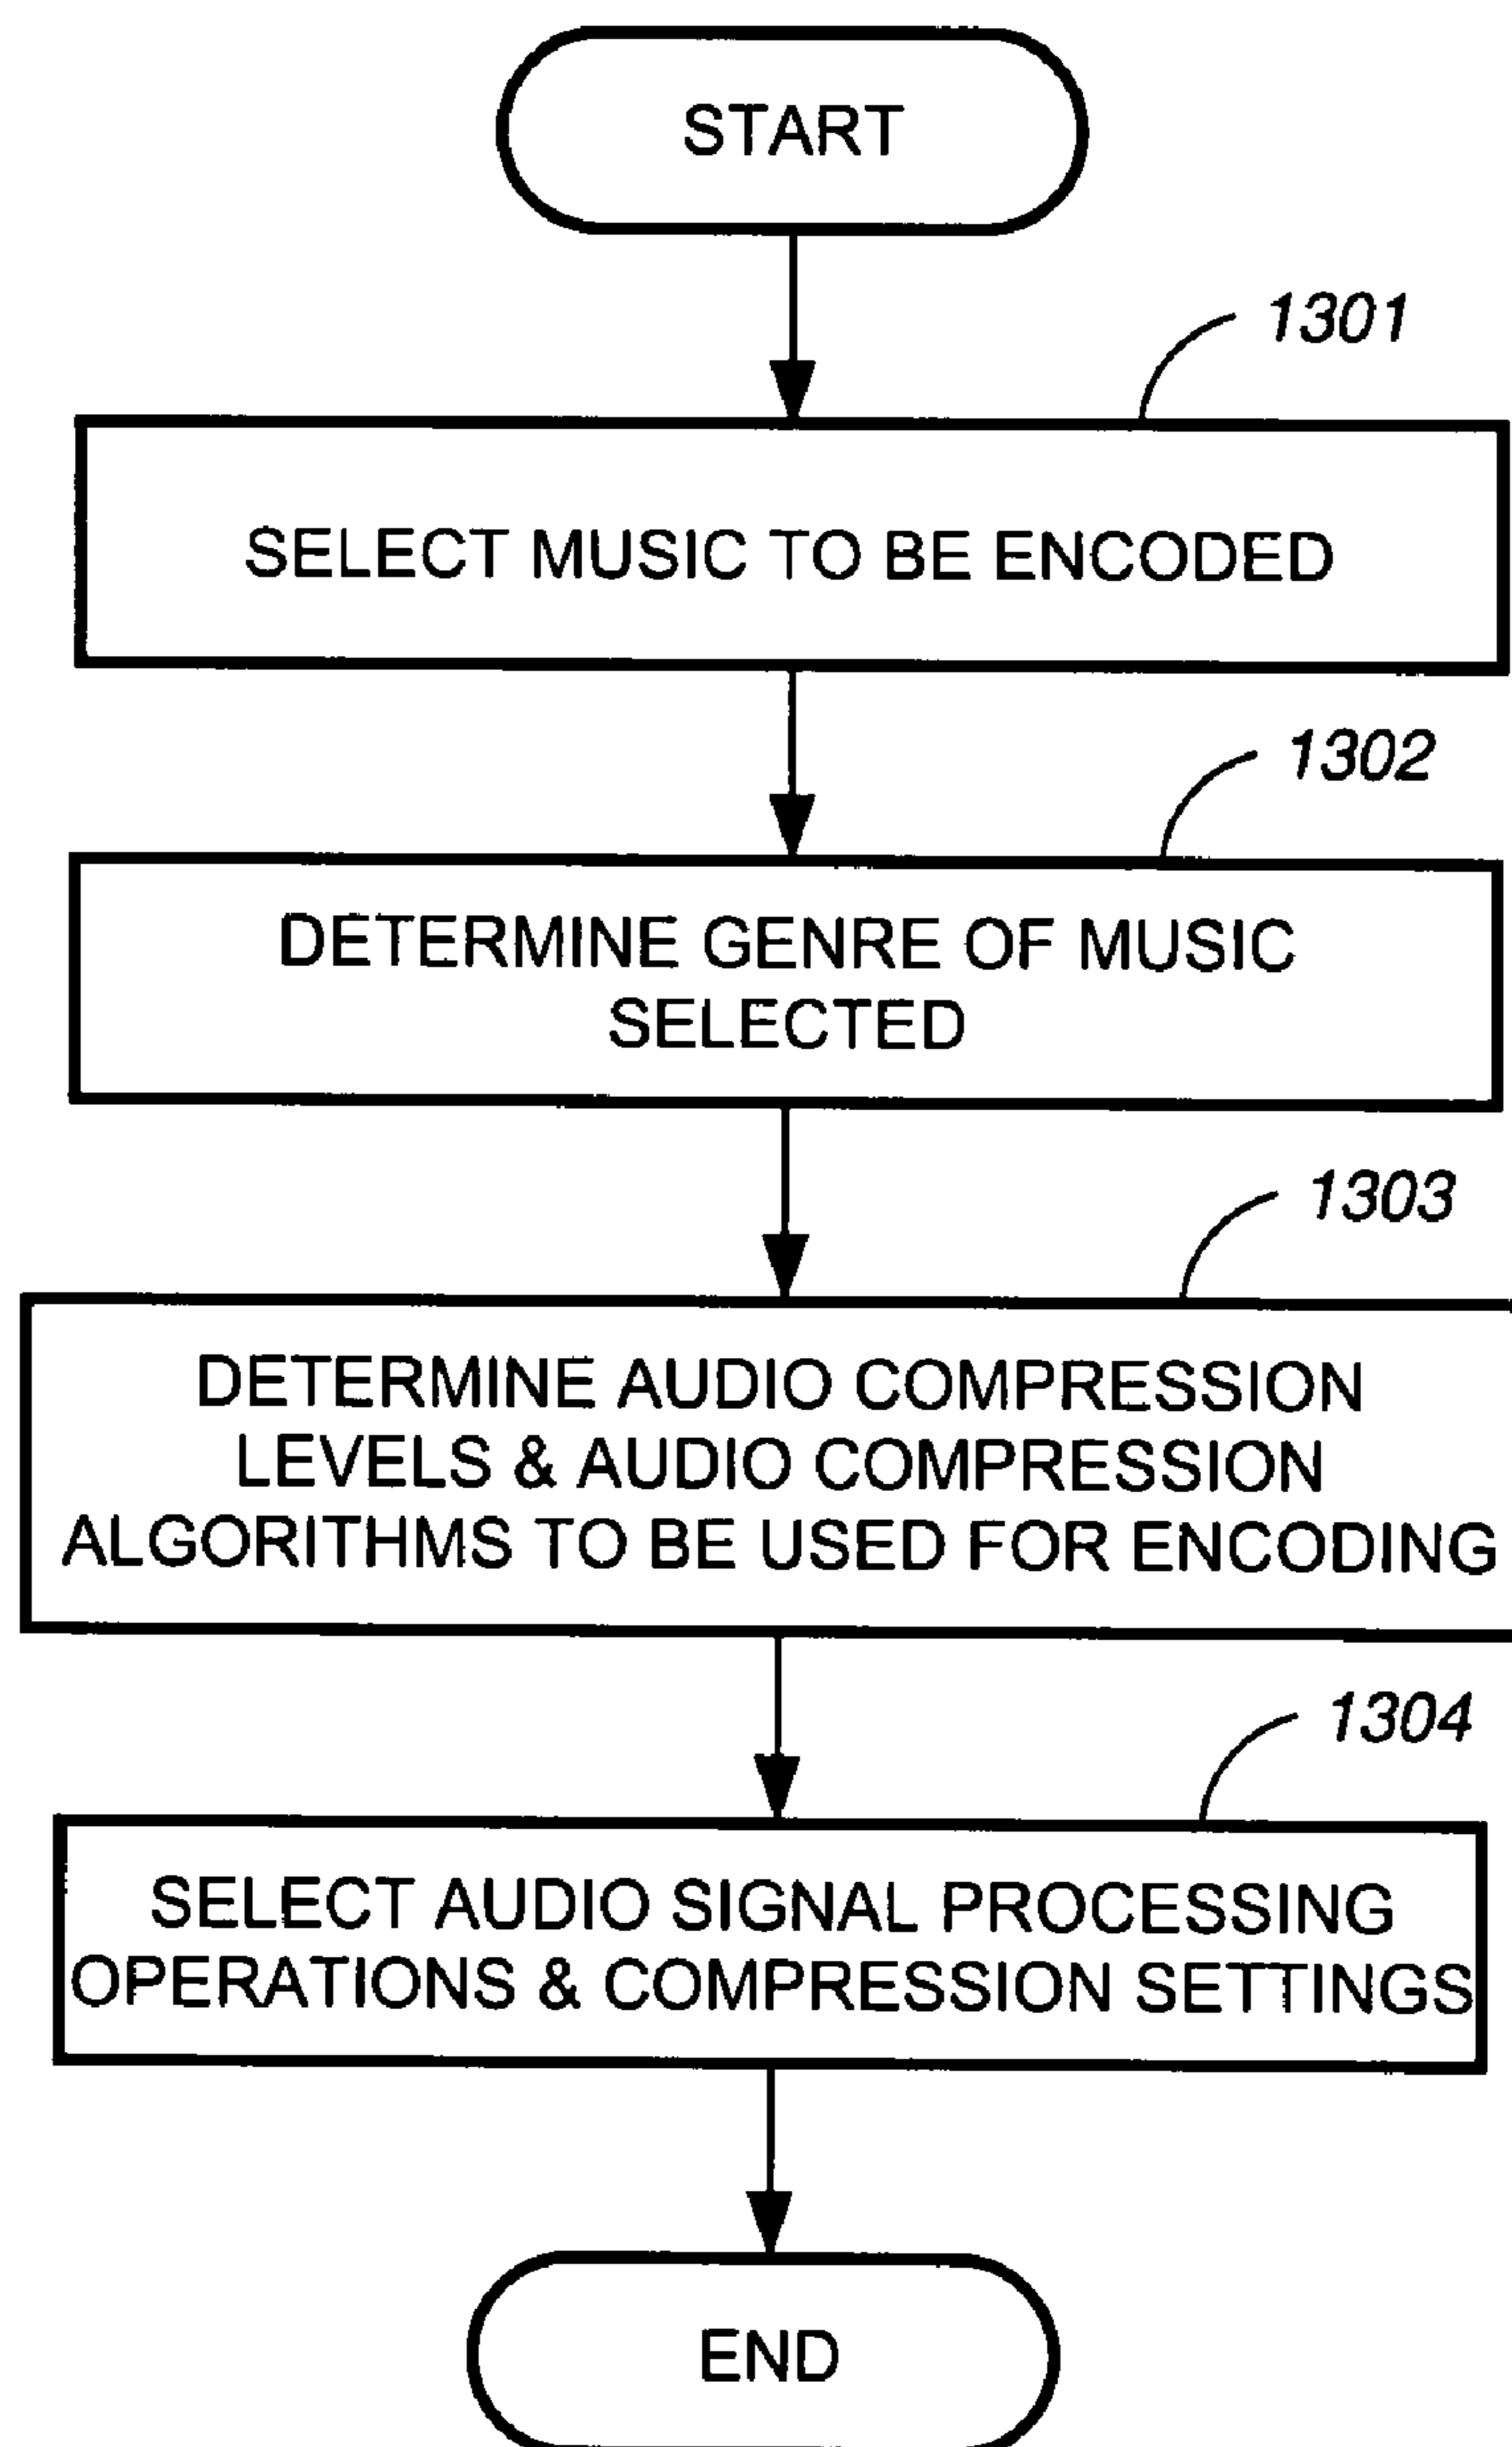 START
1301
SELECT MUSIC TO BE ENCODED
1302
DETERMINE GENRE OF MUSIC
SELECTED
1303
DETERMINE AUDIO COMPRESSION
LEVELS & AUDIO COMPRESSION
ALGORITHMS TO BE USED FOR ENCODING
1304
SELECT AUDIO SIGNAL PROCESSING
OPERATIONS & COMPRESSION SETTINGS
END